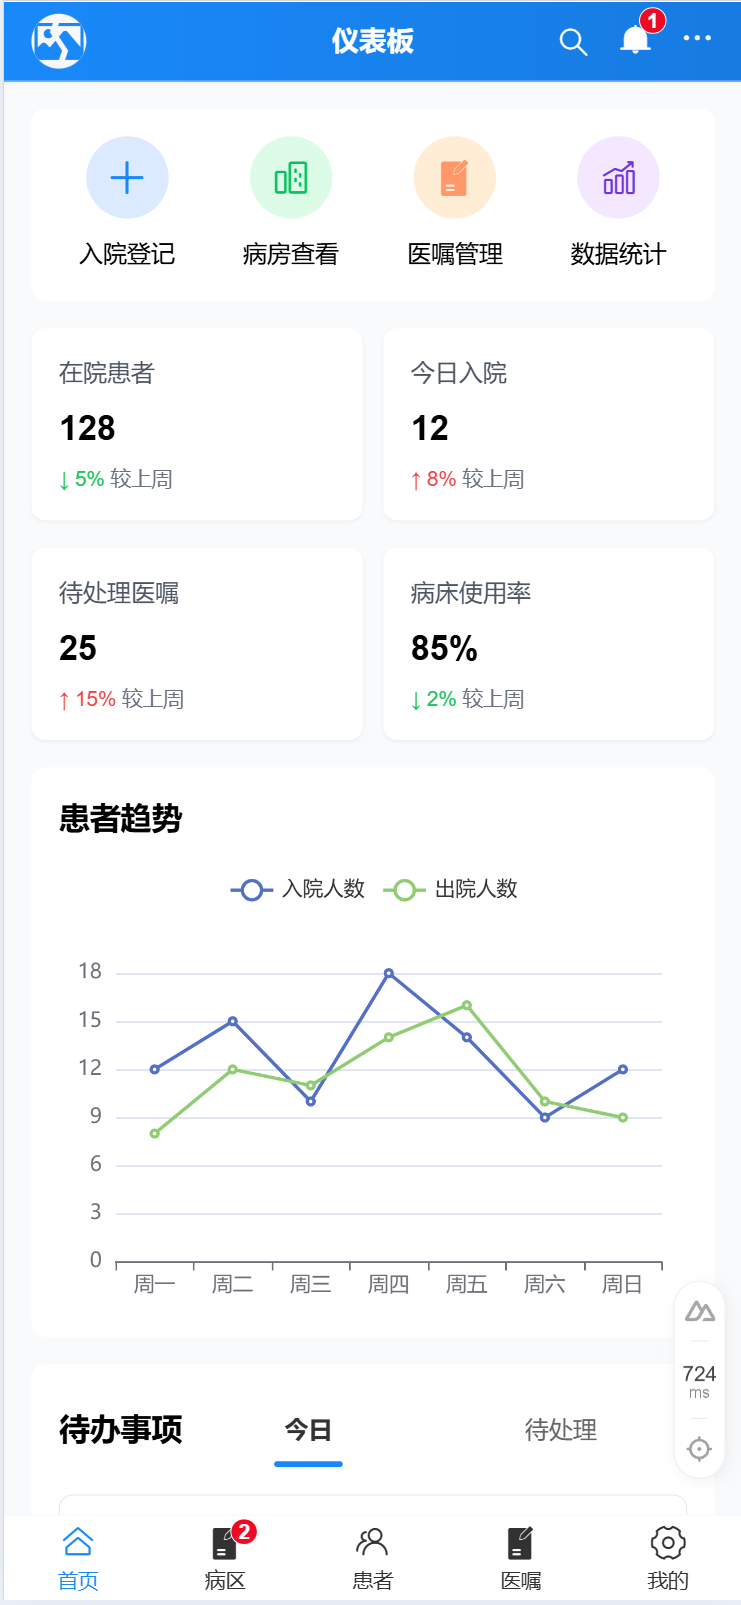 仪表板
1
入院登记 病房查看 医嘱管理 数据统计
在院患者
128
↓ 5% 较上周
今日入院
12
↑ 8% 较上周
待处理医嘱
25
↑ 15% 较上周
病床使用率
85%
↓ 2% 较上周
患者趋势
入院人数 出院人数
18
15
12
9
6
3
0
周一 周二 周三 周四 周五 周六 周日
724
ms
待办事项 今日 待处理
2
首页 病区 患者 医嘱 我的